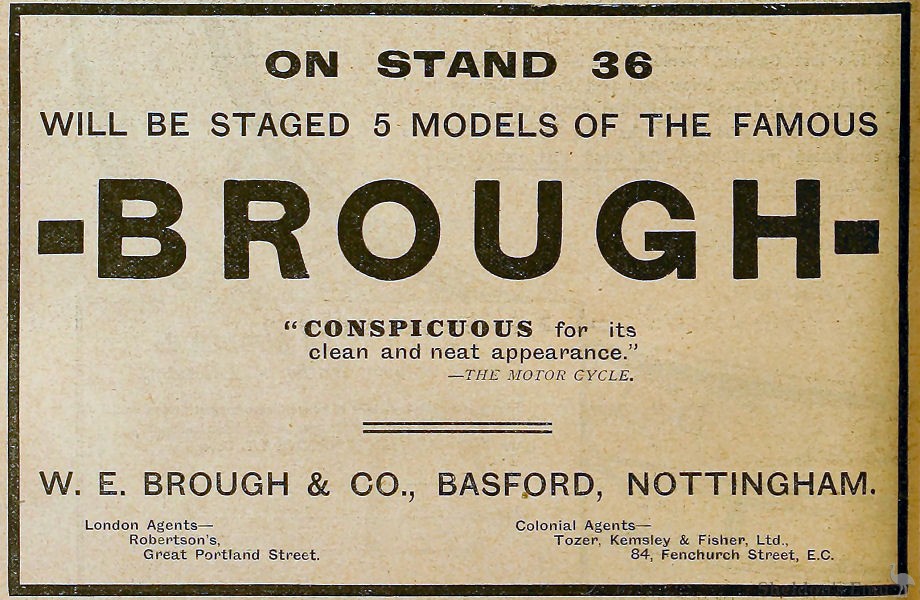 ON STAND 36
WILL BE STAGED 5 MODELS OF THE FAMOUS
-BROUGH-
"CONSPICUOUS for its
clean and neat appearance."
—THE MOTOR CYCLE.
W. E. BROUGH & CO., BASFORD, NOTTINGHAM.
London Agents—
Robertson's,
Great Portland Street.
Colonial Agents—
Tozer, Kemsley & Fisher, Ltd.,
84, Fenchurch Street, E.C.